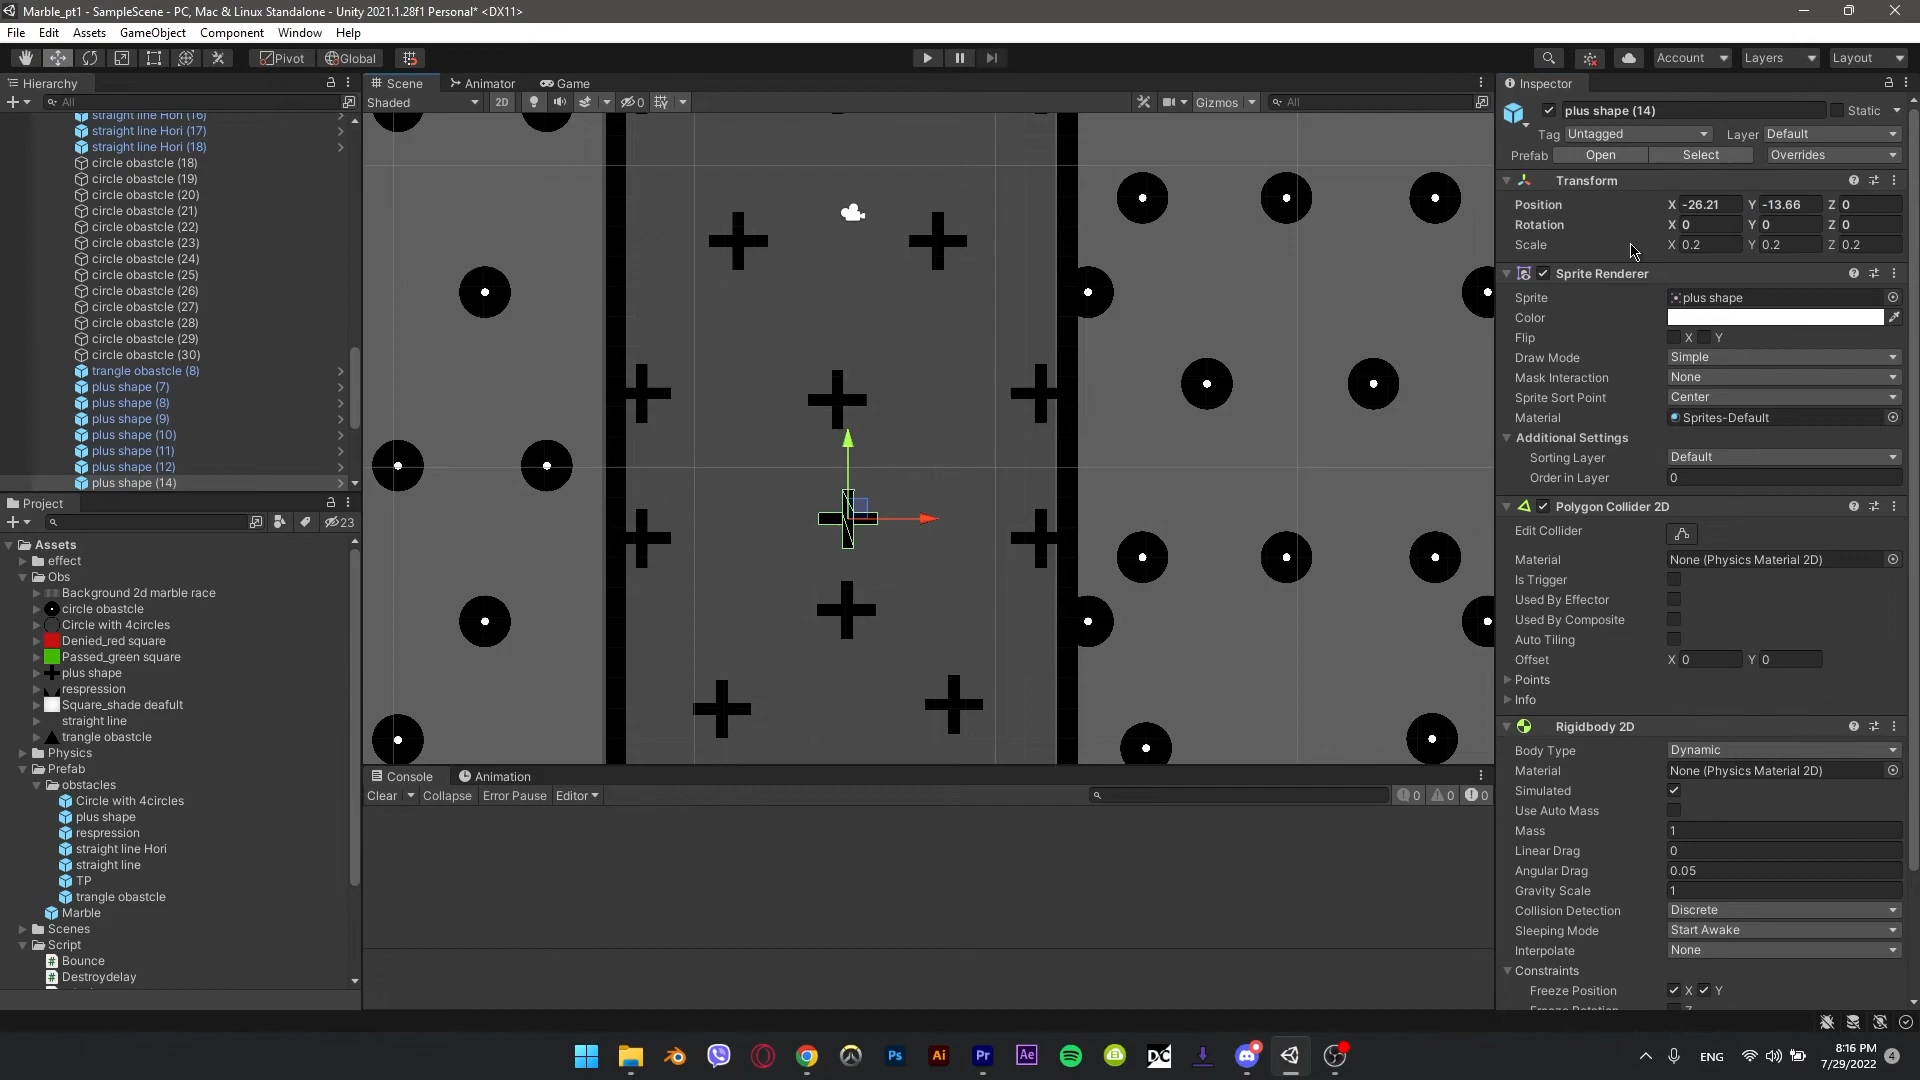 Marble_pt1 - SampleScene - PC, Mac & Linux Standalone - Unity 2021.1.28f1 Personal* <DX11>
File Edit Assets GameObject Component Window Help
Pivot Global Account Layers Layout
Hierarchy
All
straight line Hori (16)
straight line Hori (17)
straight line Hori (18)
circle obastcle (18)
circle obastcle (19)
circle obastcle (20)
circle obastcle (21)
circle obastcle (22)
circle obastcle (23)
circle obastcle (24)
circle obastcle (25)
circle obastcle (26)
circle obastcle (27)
circle obastcle (28)
circle obastcle (29)
circle obastcle (30)
trangle obastcle (8)
plus shape (7)
plus shape (8)
plus shape (9)
plus shape (10)
plus shape (11)
plus shape (12)
plus shape (14)
Project
23
Assets
effect
Obs
Background 2d marble race
circle obastcle
Circle with 4circles
Denied_red square
Passed_green square
plus shape
respression
Square_shade deafult
straight line
trangle obastcle
Physics
Prefab
obstacles
Circle with 4circles
plus shape
respression
straight line Hori
straight line
TP
trangle obastcle
Marble
Scenes
Script
Bounce
Destroydelay
Scene Animator Game
Shaded 2D 0 Gizmos All
Console Animation
Clear Collapse Error Pause Editor 0 0 0
Inspector
plus shape (14) Static
Tag Untagged Layer Default
Prefab Open Select Overrides
Transform
Position X -26.21 Y -13.66 Z 0
Rotation X 0 Y 0 Z 0
Scale X 0.2 Y 0.2 Z 0.2
Sprite Renderer
Sprite plus shape
Color
Flip X Y
Draw Mode Simple
Mask Interaction None
Sprite Sort Point Center
Material Sprites-Default
Additional Settings
Sorting Layer Default
Order in Layer 0
Polygon Collider 2D
Edit Collider
Material None (Physics Material 2D)
Is Trigger
Used By Effector
Used By Composite
Auto Tiling
Offset X 0 Y 0
Points
Info
Rigidbody 2D
Body Type Dynamic
Material None (Physics Material 2D)
Simulated
Use Auto Mass
Mass 1
Linear Drag 0
Angular Drag 0.05
Gravity Scale 1
Collision Detection Discrete
Sleeping Mode Start Awake
Interpolate None
Constraints
Freeze Position X Y
Freeze Rotation Z
Ps Ai Pr Ae DC
ENG
8:16 PM
7/29/2022
4